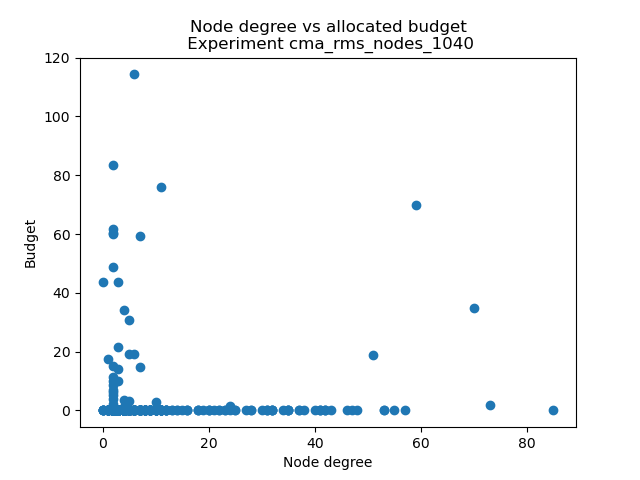 Node degree vs allocated budget
Experiment cma_rms_nodes_1040
120
100
80
60
40
20
0
Budget
0 20 40 60 80
Node degree